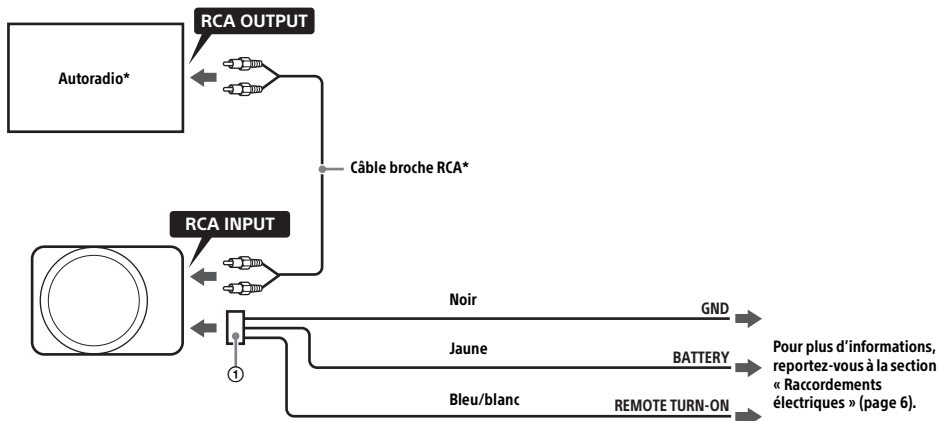 RCA OUTPUT
Autoradio*
Câble broche RCA*
RCA INPUT
Noir
GND
Jaune
BATTERY
Bleu/blanc
REMOTE TURN-ON
①
Pour plus d’informations,
reportez-vous à la section
« Raccordements
électriques » (page 6).